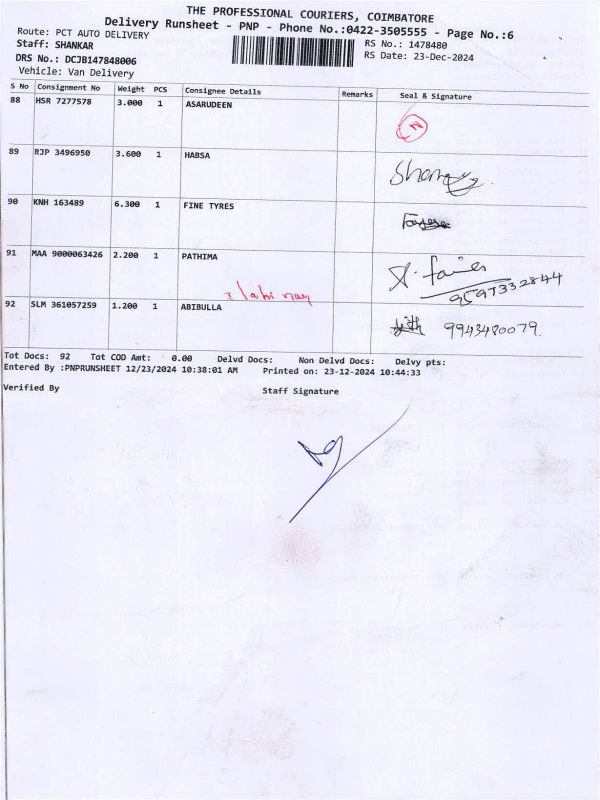 THE PROFESSIONAL COURIERS, COIMBATORE
Delivery Runsheet - PNP - Phone No.:0422-3505555 - Page No.:6
Route: PCT AUTO DELIVERY
RS No.: 1478480
Staff: SHANKAR
RS Date: 23-Dec-2024
DRS No.: DCJB147848006
Vehicle: Van Delivery
S No Consignment No Weight PCS Consignee Details Remarks Seal & Signature
88 HSR 7277578 3.000 1 ASARUDEEN
N
89 RJP 3496950 3.600 1 HABSA
90 KNH 163489 6.300 1 FINE TYRES
91 MAA 9000063426 2.200 1 PATHIMA
9597332844
92 SLM 361057259 1.200 1 ABIBULLA
9943480079
Tot Docs: 92 Tot COD Amt: 0.00 Delvd Docs: Non Delvd Docs: Delvy pts:
Entered By :PNPRUNSHEET 12/23/2024 10:38:01 AM Printed on: 23-12-2024 10:44:33
Verified By Staff Signature